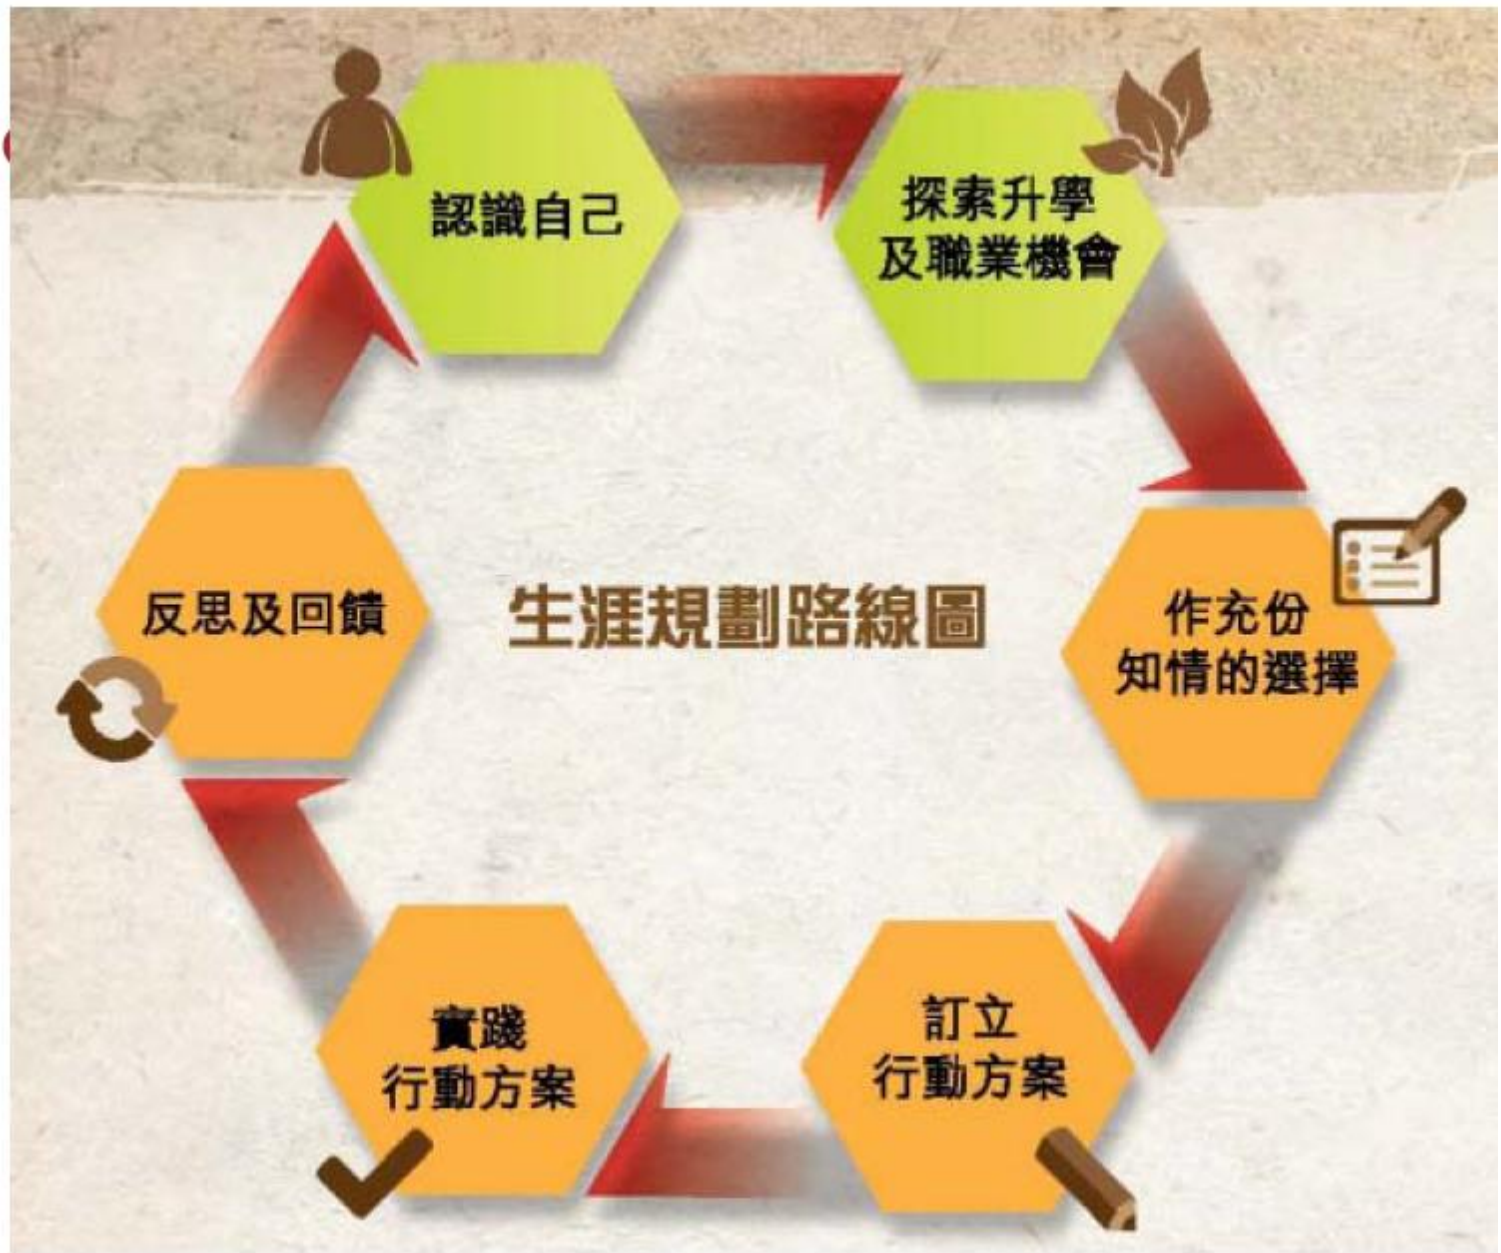 認識自己
探索升學
及職業機會
作充份
知情的選擇
訂立
行動方案
實踐
行動方案
反思及回饋
生涯規劃路線圖